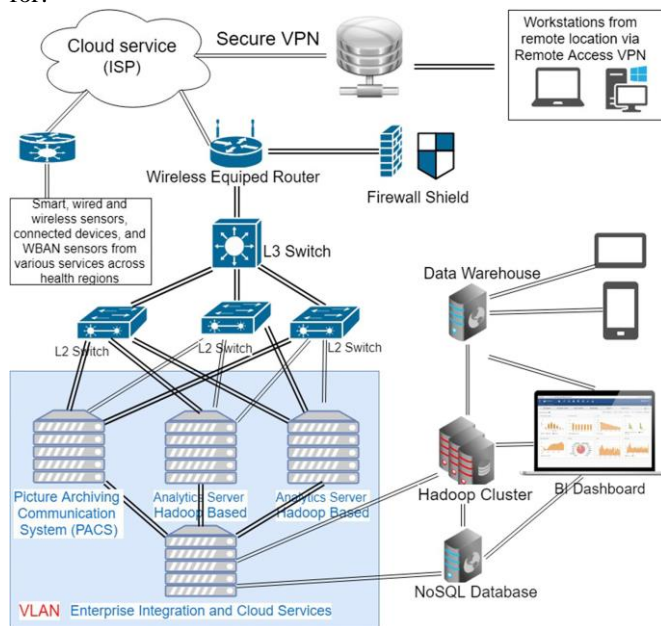 for.
Cloud service
(ISP)
Secure VPN
Workstations from
remote location via
Remote Access VPN
Wireless Equiped Router
Firewall Shield
Smart, wired and
wireless sensors,
connected devices, and
WBAN sensors from
various services across
health regions
L3 Switch
Data Warehouse
L2 Switch
L2 Switch
L2 Switch
Picture Archiving
Communication
System (PACS)
Analytics Server
Hadoop Based
Analytics Server
Hadoop Based
Hadoop Cluster
BI Dashboard
NoSQL Database
VLAN Enterprise Integration and Cloud Services